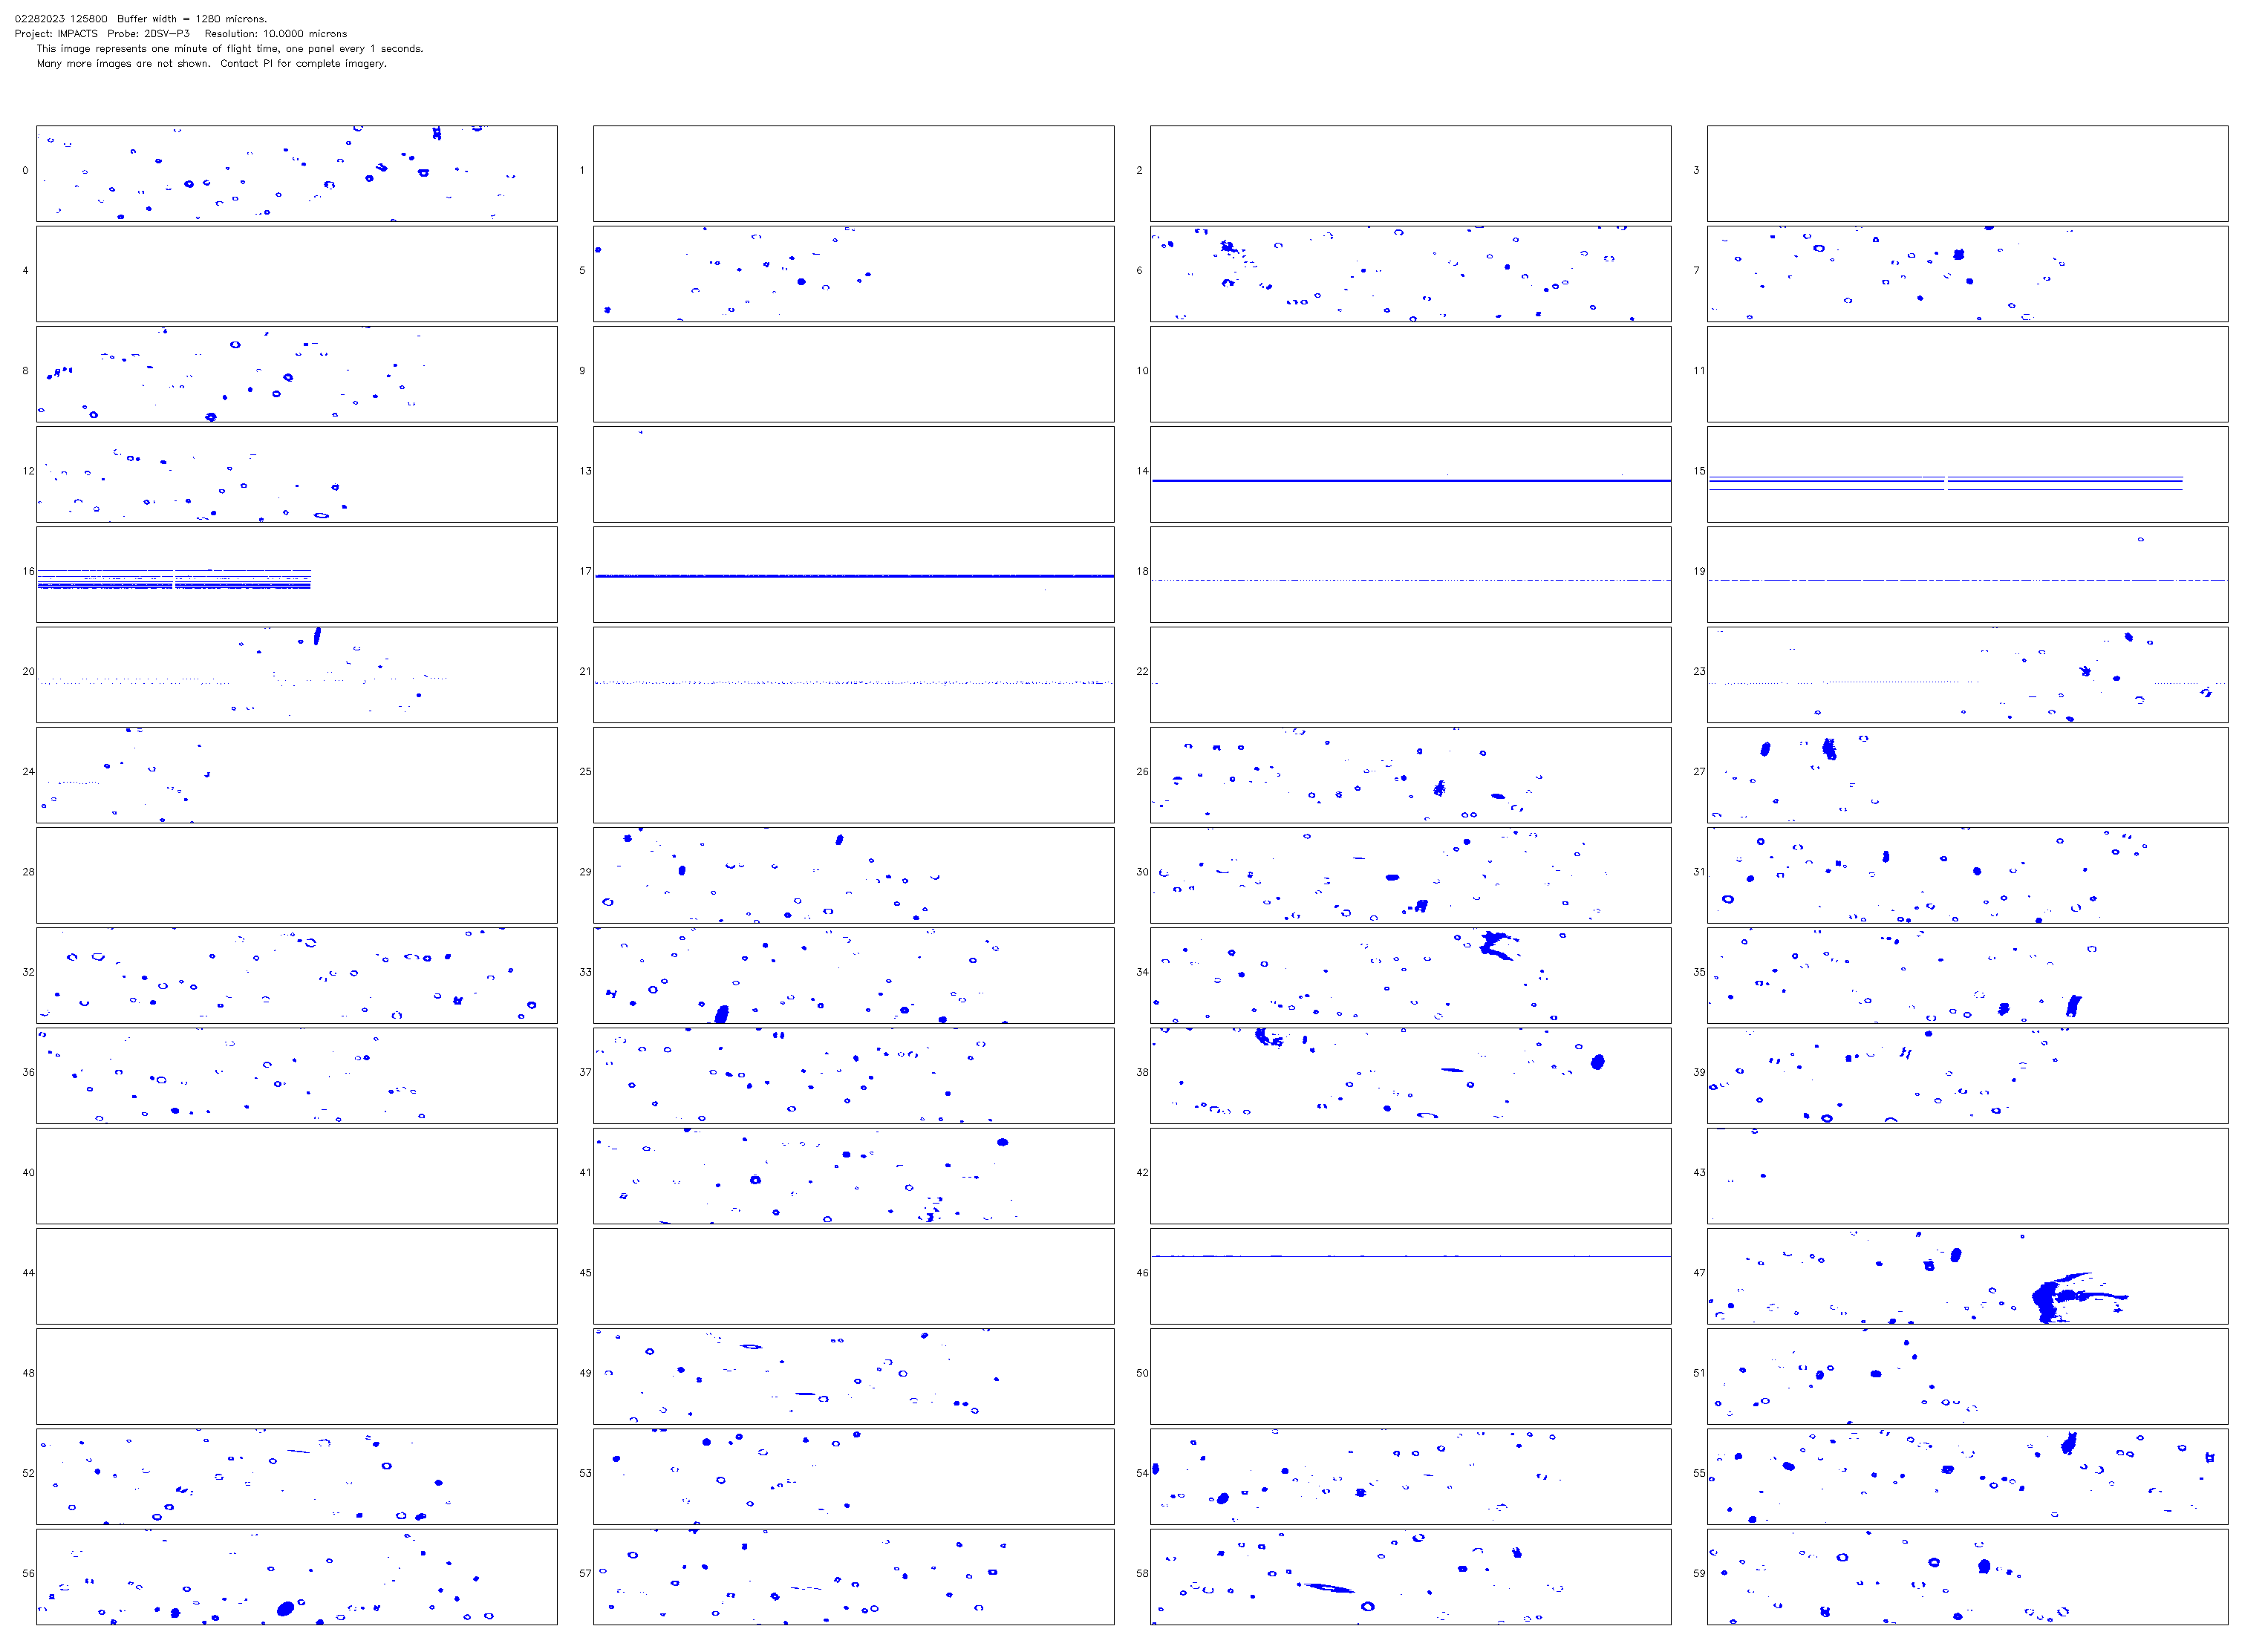 02282023 125800  Buffer width = 1280 microns.
Project: IMPACTS  Probe: 2DSV-P3  Resolution: 10.0000 microns
This image represents one minute of flight time, one panel every 1 seconds.
Many more images are not shown.  Contact PI for complete imagery.
0 1 2 3
4 5 6 7
8 9 10 11
12 13 14 15
16 17 18 19
20 21 22 23
24 25 26 27
28 29 30 31
32 33 34 35
36 37 38 39
40 41 42 43
44 45 46 47
48 49 50 51
52 53 54 55
56 57 58 59